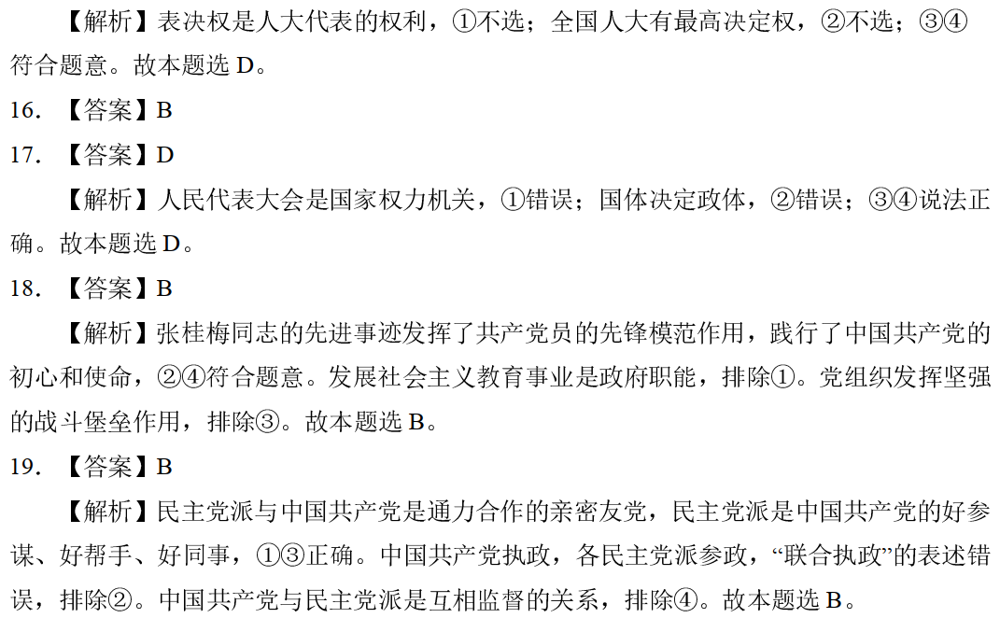 【解析】表决权是人大代表的权利，①不选；全国人大有最高决定权，②不选；③④
符合题意。故本题选 D。
16．【答案】B
17．【答案】D
【解析】人民代表大会是国家权力机关，①错误；国体决定政体，②错误；③④说法正
确。故本题选 D。
18．【答案】B
【解析】张桂梅同志的先进事迹发挥了共产党员的先锋模范作用，践行了中国共产党的
初心和使命，②④符合题意。发展社会主义教育事业是政府职能，排除①。党组织发挥坚强
的战斗堡垒作用，排除③。故本题选 B。
19．【答案】B
【解析】民主党派与中国共产党是通力合作的亲密友党，民主党派是中国共产党的好参
谋、好帮手、好同事，①③正确。中国共产党执政，各民主党派参政，“联合执政”的表述错
误，排除②。中国共产党与民主党派是互相监督的关系，排除④。故本题选 B。